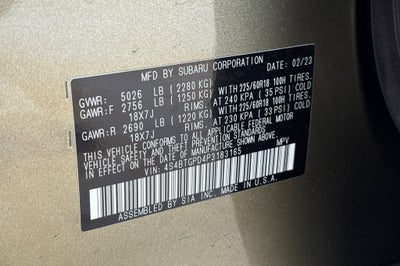 MFD BY SUBARU CORPORATION DATE: 02/23
GVWR: 5026 LB (2280 KG)
GAWR:F 2756 LB (1250 KG) WITH 225/60R18 100H TIRES.
18X7J RIMS. AT 240 KPA (35 PSI) COLD
GAWR:R 2690 LB (1220 KG) WITH 225/60R18 100H TIRES.
18X7J RIMS. AT 230 KPA (33 PSI) COLD
THIS VEHICLE CONFORMS TO ALL APPLICABLE FEDERAL MOTOR
VEHICLE SAFETY AND THEFT PREVENTION STANDARDS
IN EFFECT ON THE DATE OF MANUFACTURE SHOWN ABOVE.
VIN: 4S4BTGPD4P3183165 MPV
ASSEMBLED BY SIA INC. MADE IN U.S.A.